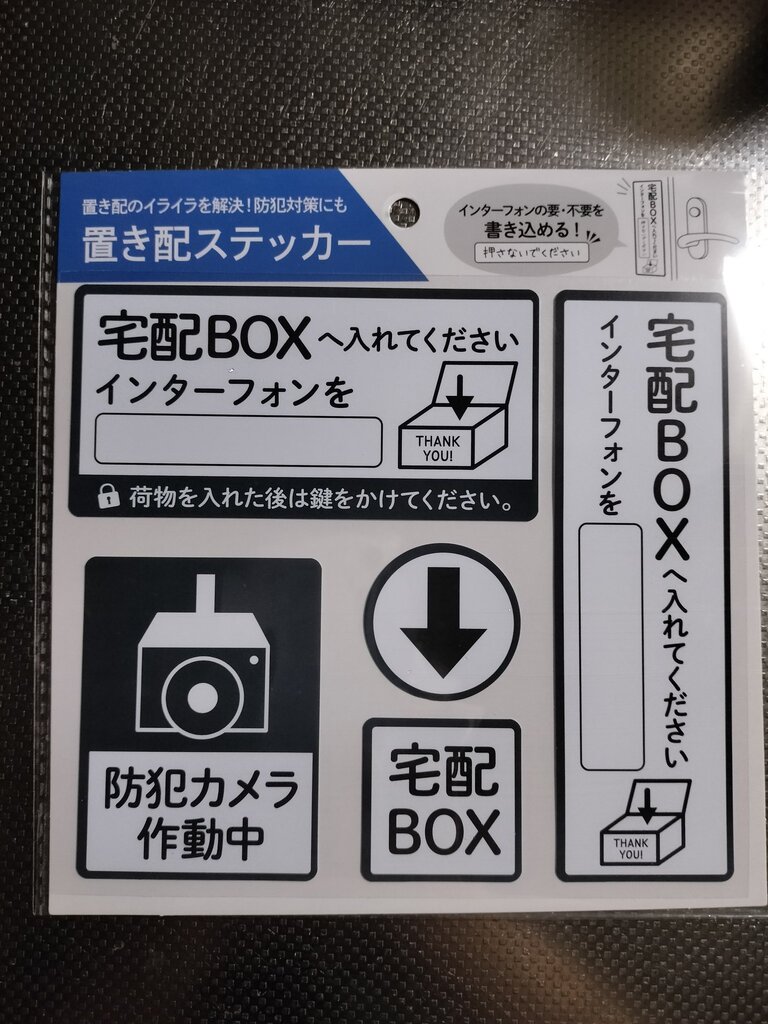 置き配のイライラを解決!防犯対策にも
置き配ステッカー
インターフォンの要・不要を
書き込める!
押さないでください
宅配BOXへ入れてください
インターフォンを
THANK
YOU!
荷物を入れた後は鍵をかけてください。
宅配BOXへ入れてください
インターフォンを
THANK
YOU!
防犯カメラ
作動中
宅配
BOX